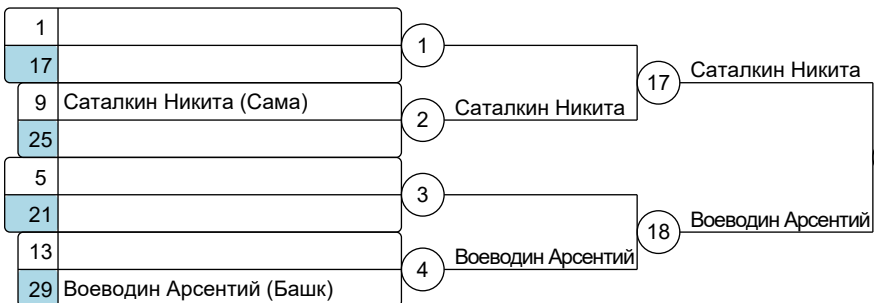 1
17
9 Саталкин Никита (Сама)
25
5
21
13
29 Воеводин Арсентий (Башк)
1
2
3
4
Саталкин Никита
Воеводин Арсентий
17
18
Саталкин Никита
Воеводин Арсентий